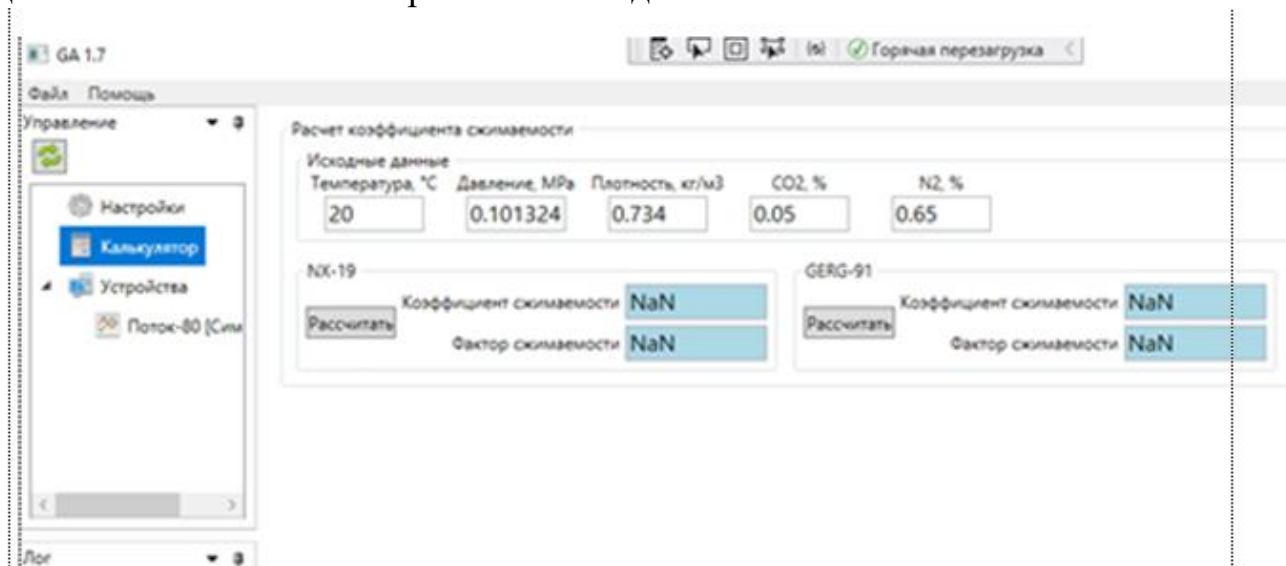 GA 1.7
Горячая перезагрузка
Файл Помощь
Управление
Настройки
Калькулятор
Устройства
Поток-80 [Сим
Лог
Расчет коэффициента сжимаемости
Исходные данные
Температура, °C Давление, MPa Плотность, кг/м3 CO2, % N2, %
20 0.101324 0.734 0.05 0.65
NX-19
Рассчитать
Коэффициент сжимаемости NaN
Фактор сжимаемости NaN
GERG-91
Рассчитать
Коэффициент сжимаемости NaN
Фактор сжимаемости NaN